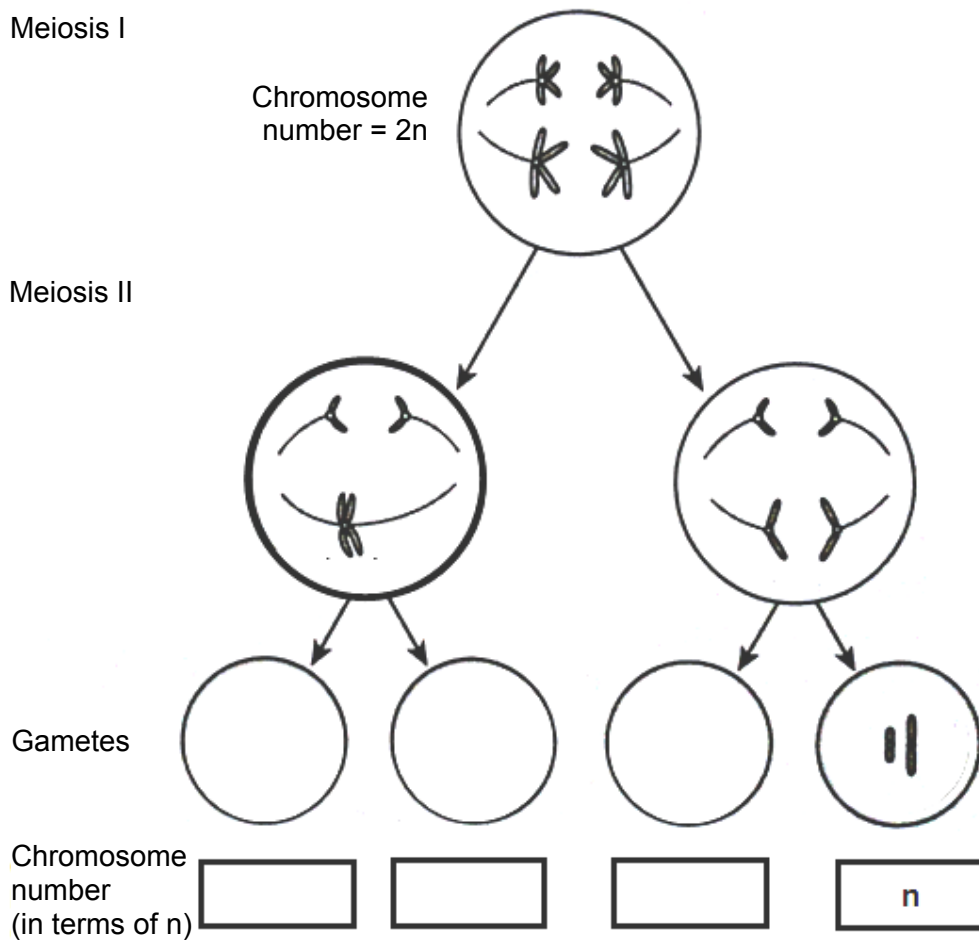 Meiosis I
Chromosome
number = 2n
Meiosis II
Gametes
Chromosome
number
(in terms of n)
n